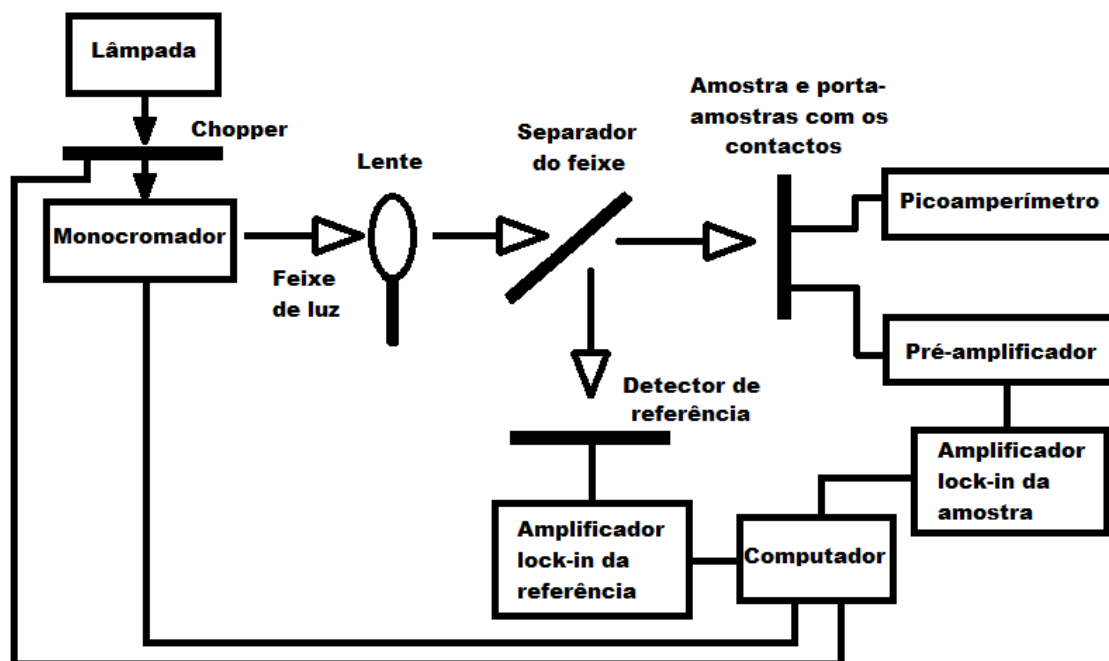 Lâmpada
Chopper
Monocromador
Feixe
de luz
Lente
Separador
do feixe
Amostra e porta-
amostras com os
contactos
Picoamperímetro
Pré-amplificador
Detector de
referência
Amplificador
lock-in da
amostra
Amplificador
lock-in da
referência
Computador